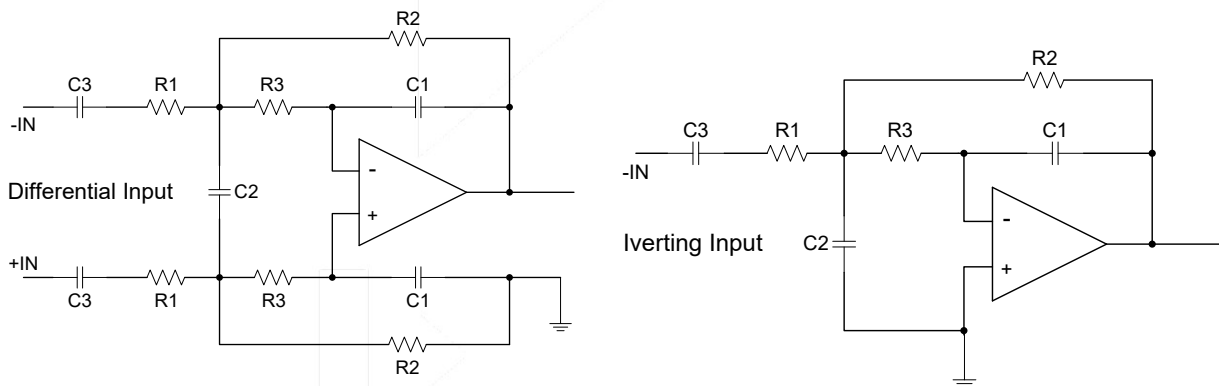 R2
C3
R1
R3
C1
-IN
-
Differential Input
C2
+
+IN
C3
R1
R3
C1
R2
R2
C3
R1
R3
C1
-IN
-
Iverting Input
C2
+